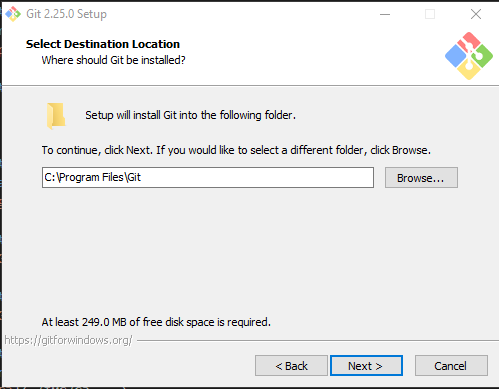 Git 2.25.0 Setup
Select Destination Location
Where should Git be installed?
Setup will install Git into the following folder.
To continue, click Next. If you would like to select a different folder, click Browse.
C:\Program Files\Git
Browse...
At least 249.0 MB of free disk space is required.
https://gitforwindows.org/
< Back
Next >
Cancel